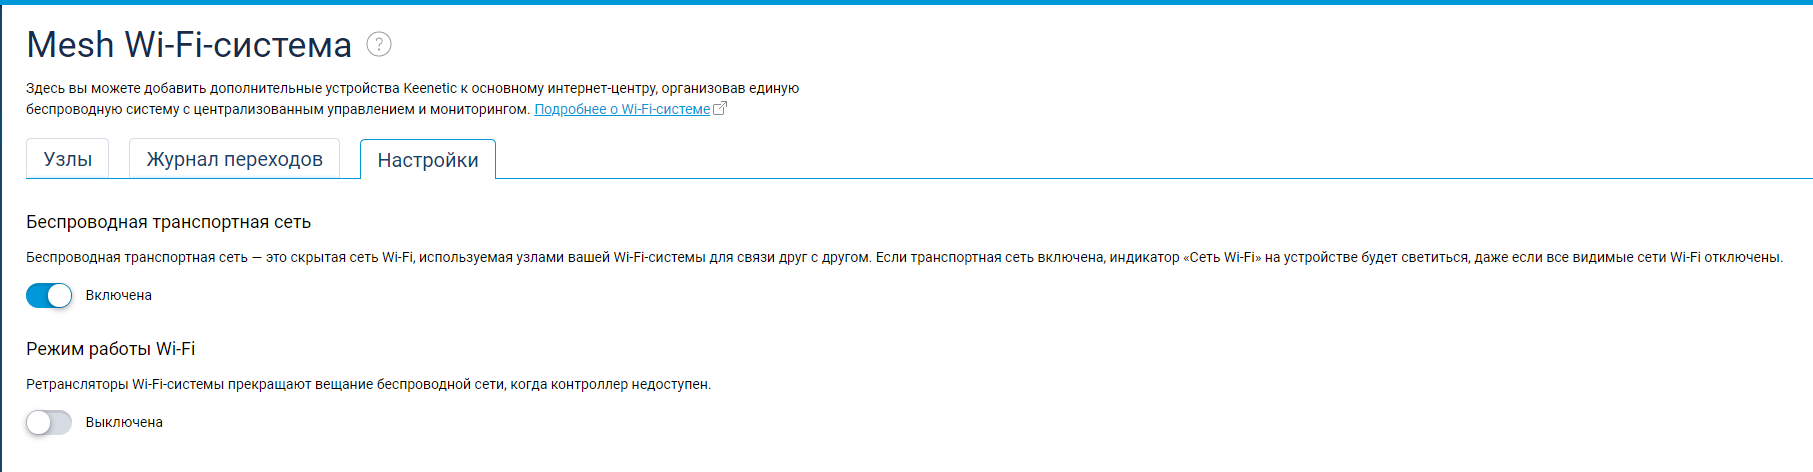 Mesh Wi-Fi-система ?
Здесь вы можете добавить дополнительные устройства Keenetic к основному интернет-центру, организовав единую
беспроводную систему с централизованным управлением и мониторингом. Подробнее о Wi-Fi-системе
Узлы Журнал переходов Настройки
Беспроводная транспортная сеть
Беспроводная транспортная сеть — это скрытая сеть Wi-Fi, используемая узлами вашей Wi-Fi-системы для связи друг с другом. Если транспортная сеть включена, индикатор «Сеть Wi-Fi» на устройстве будет светиться, даже если все видимые сети Wi-Fi отключены.
Включена
Режим работы Wi-Fi
Ретрансляторы Wi-Fi-системы прекращают вещание беспроводной сети, когда контроллер недоступен.
Выключена